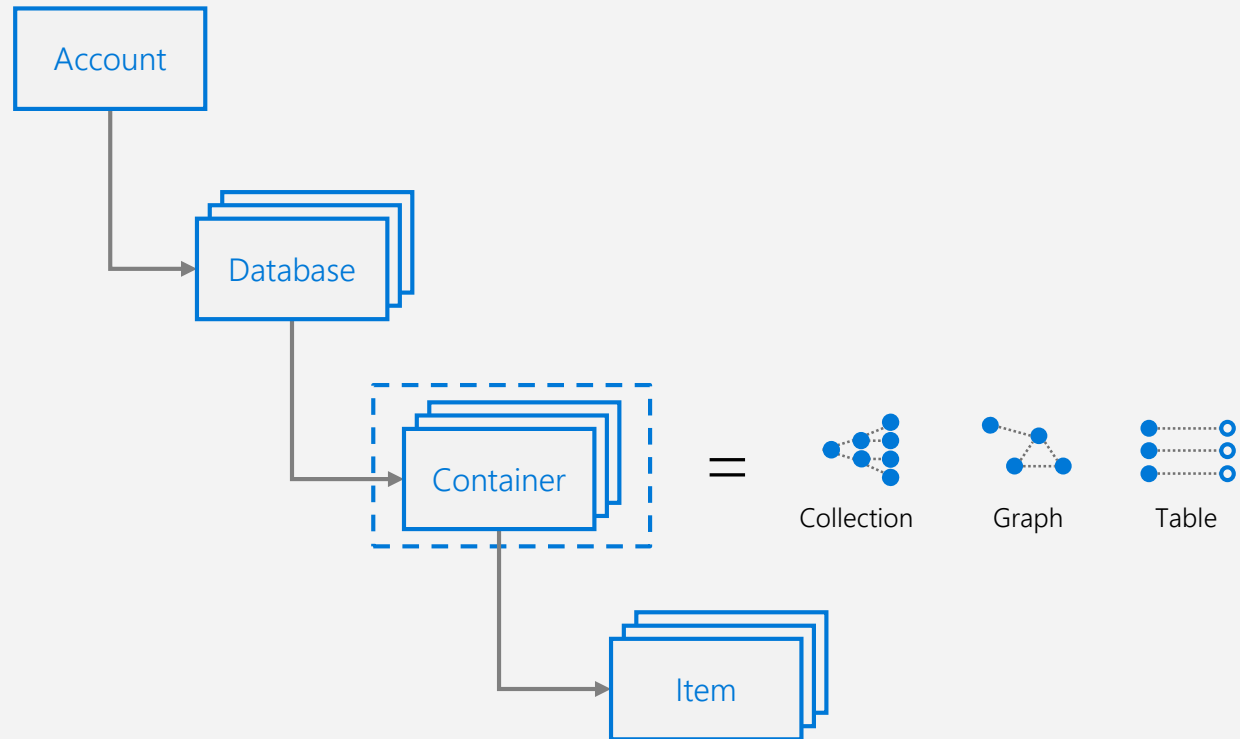 Account
Database
Container
=
Collection
Graph
Table
Item